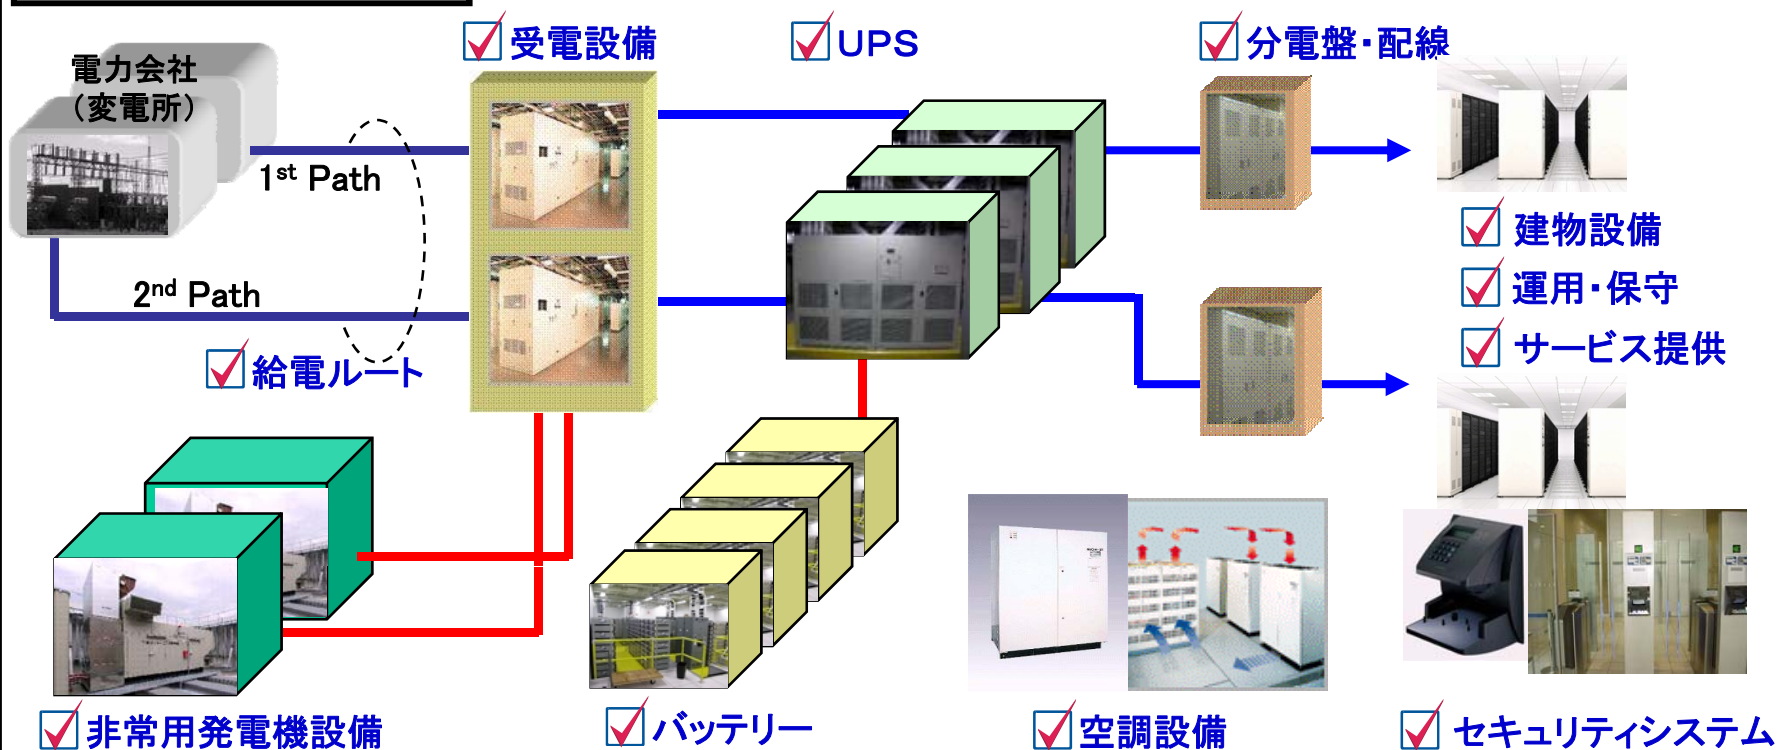 受電設備
UPS
分電盤・配線
電力会社
(変電所)
1st Path
2nd Path
給電ルート
建物設備
運用・保守
サービス提供
非常用発電機設備
バッテリー
空調設備
セキュリティシステム